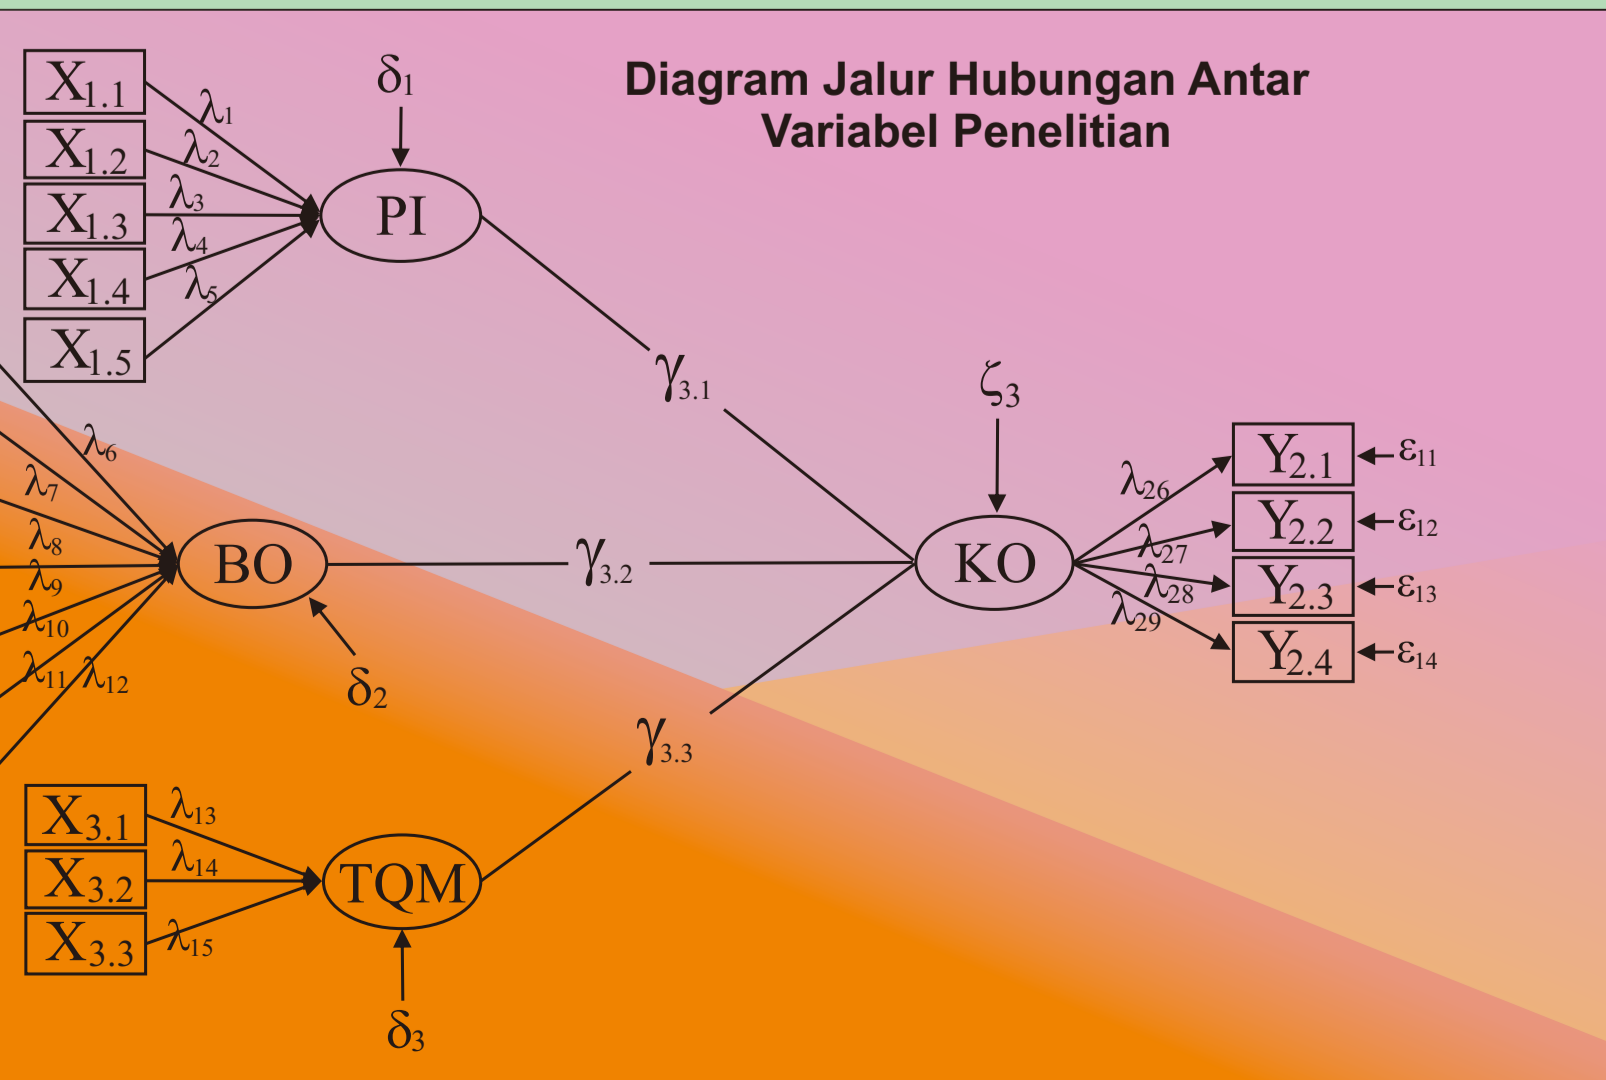 Diagram Jalur Hubungan Antar
Variabel Penelitian
X1.1
X1.2
X1.3
X1.4
X1.5
λ1
λ2
λ3
λ4
λ5
δ1
PI
γ3.1
λ6
λ7
λ8
λ9
λ10
λ11
λ12
BO
δ2
γ3.2
ζ3
KO
λ26
λ27
λ28
λ29
Y2.1
Y2.2
Y2.3
Y2.4
ε11
ε12
ε13
ε14
γ3.3
X3.1
X3.2
X3.3
λ13
λ14
λ15
TQM
δ3